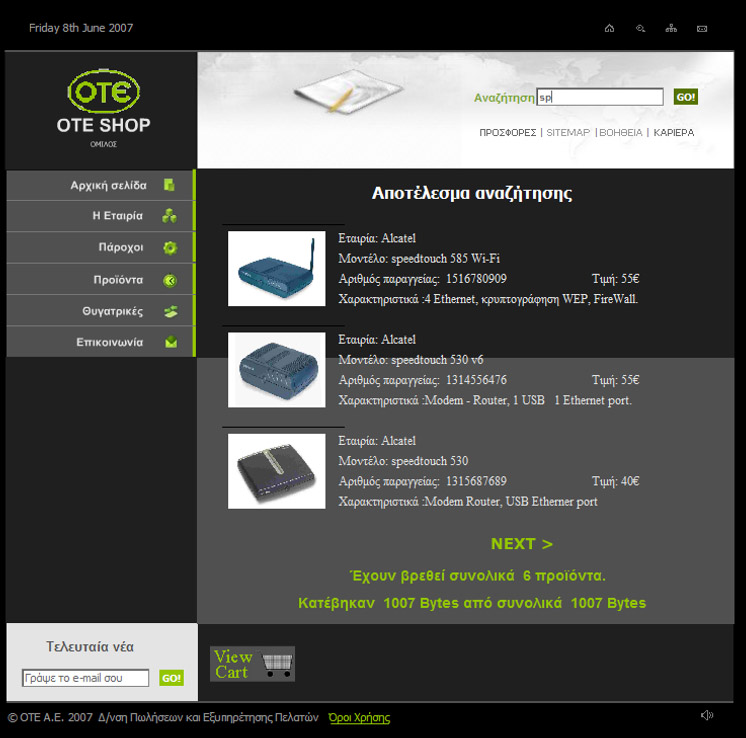 Friday 8th June 2007
OTE
OTE SHOP
ΟΜΙΛΟΣ
Αναζήτηση sp GO!
ΠΡΟΣΦΟΡΕΣ | SITEMAP | ΒΟΗΘΕΙΑ | ΚΑΡΙΕΡΑ
Αρχική σελίδα
Η Εταιρία
Πάροχοι
Προϊόντα
Θυγατρικές
Επικοινωνία
Αποτέλεσμα αναζήτησης
Εταιρία: Alcatel
Μοντέλο: speedtouch 585 Wi-Fi
Αριθμός παραγγείας: 1516780909 Τιμή: 55€
Χαρακτηριστικά :4 Ethernet, κρυπτογράφηση WEP, FireWall.
Εταιρία: Alcatel
Μοντέλο: speedtouch 530 v6
Αριθμός παραγγείας: 1314556476 Τιμή: 55€
Χαρακτηριστικά :Modem - Router, 1 USB 1 Ethernet port.
Εταιρία: Alcatel
Μοντέλο: speedtouch 530
Αριθμός παραγγείας: 1315687689 Τιμή: 40€
Χαρακτηριστικά :Modem Router, USB Etherner port
NEXT >
Έχουν βρεθεί συνολικά 6 προϊόντα.
Κατέβηκαν 1007 Bytes από συνολικά 1007 Bytes
Τελευταία νέα
Γράψε το e-mail σου GO!
View
Cart
© ΟΤΕ Α.Ε. 2007 Δ/νση Πωλήσεων και Εξυπηρέτησης Πελατών Όροι Χρήσης